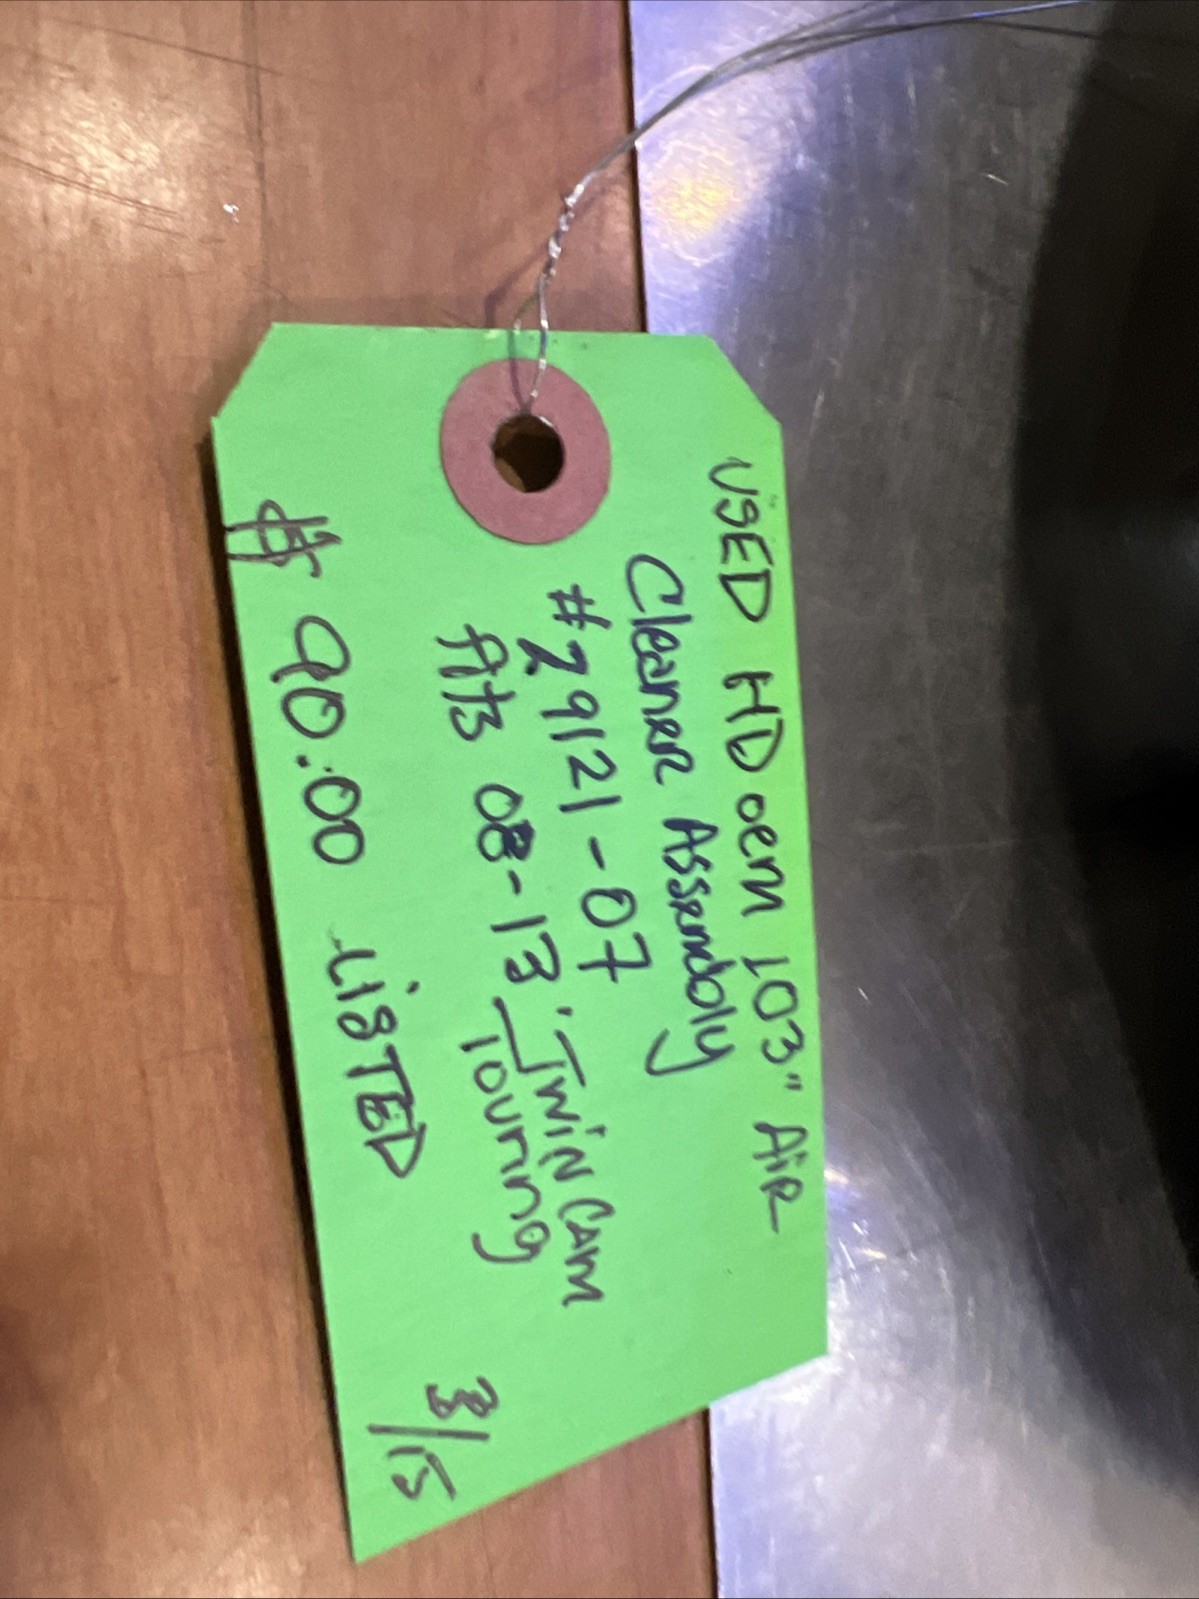 USED HD oem 103" AiR
Cleaner Assembly
#29121-07
fits 08-13' Twin Cam
Touring
$90.00 LiSTED
3/15